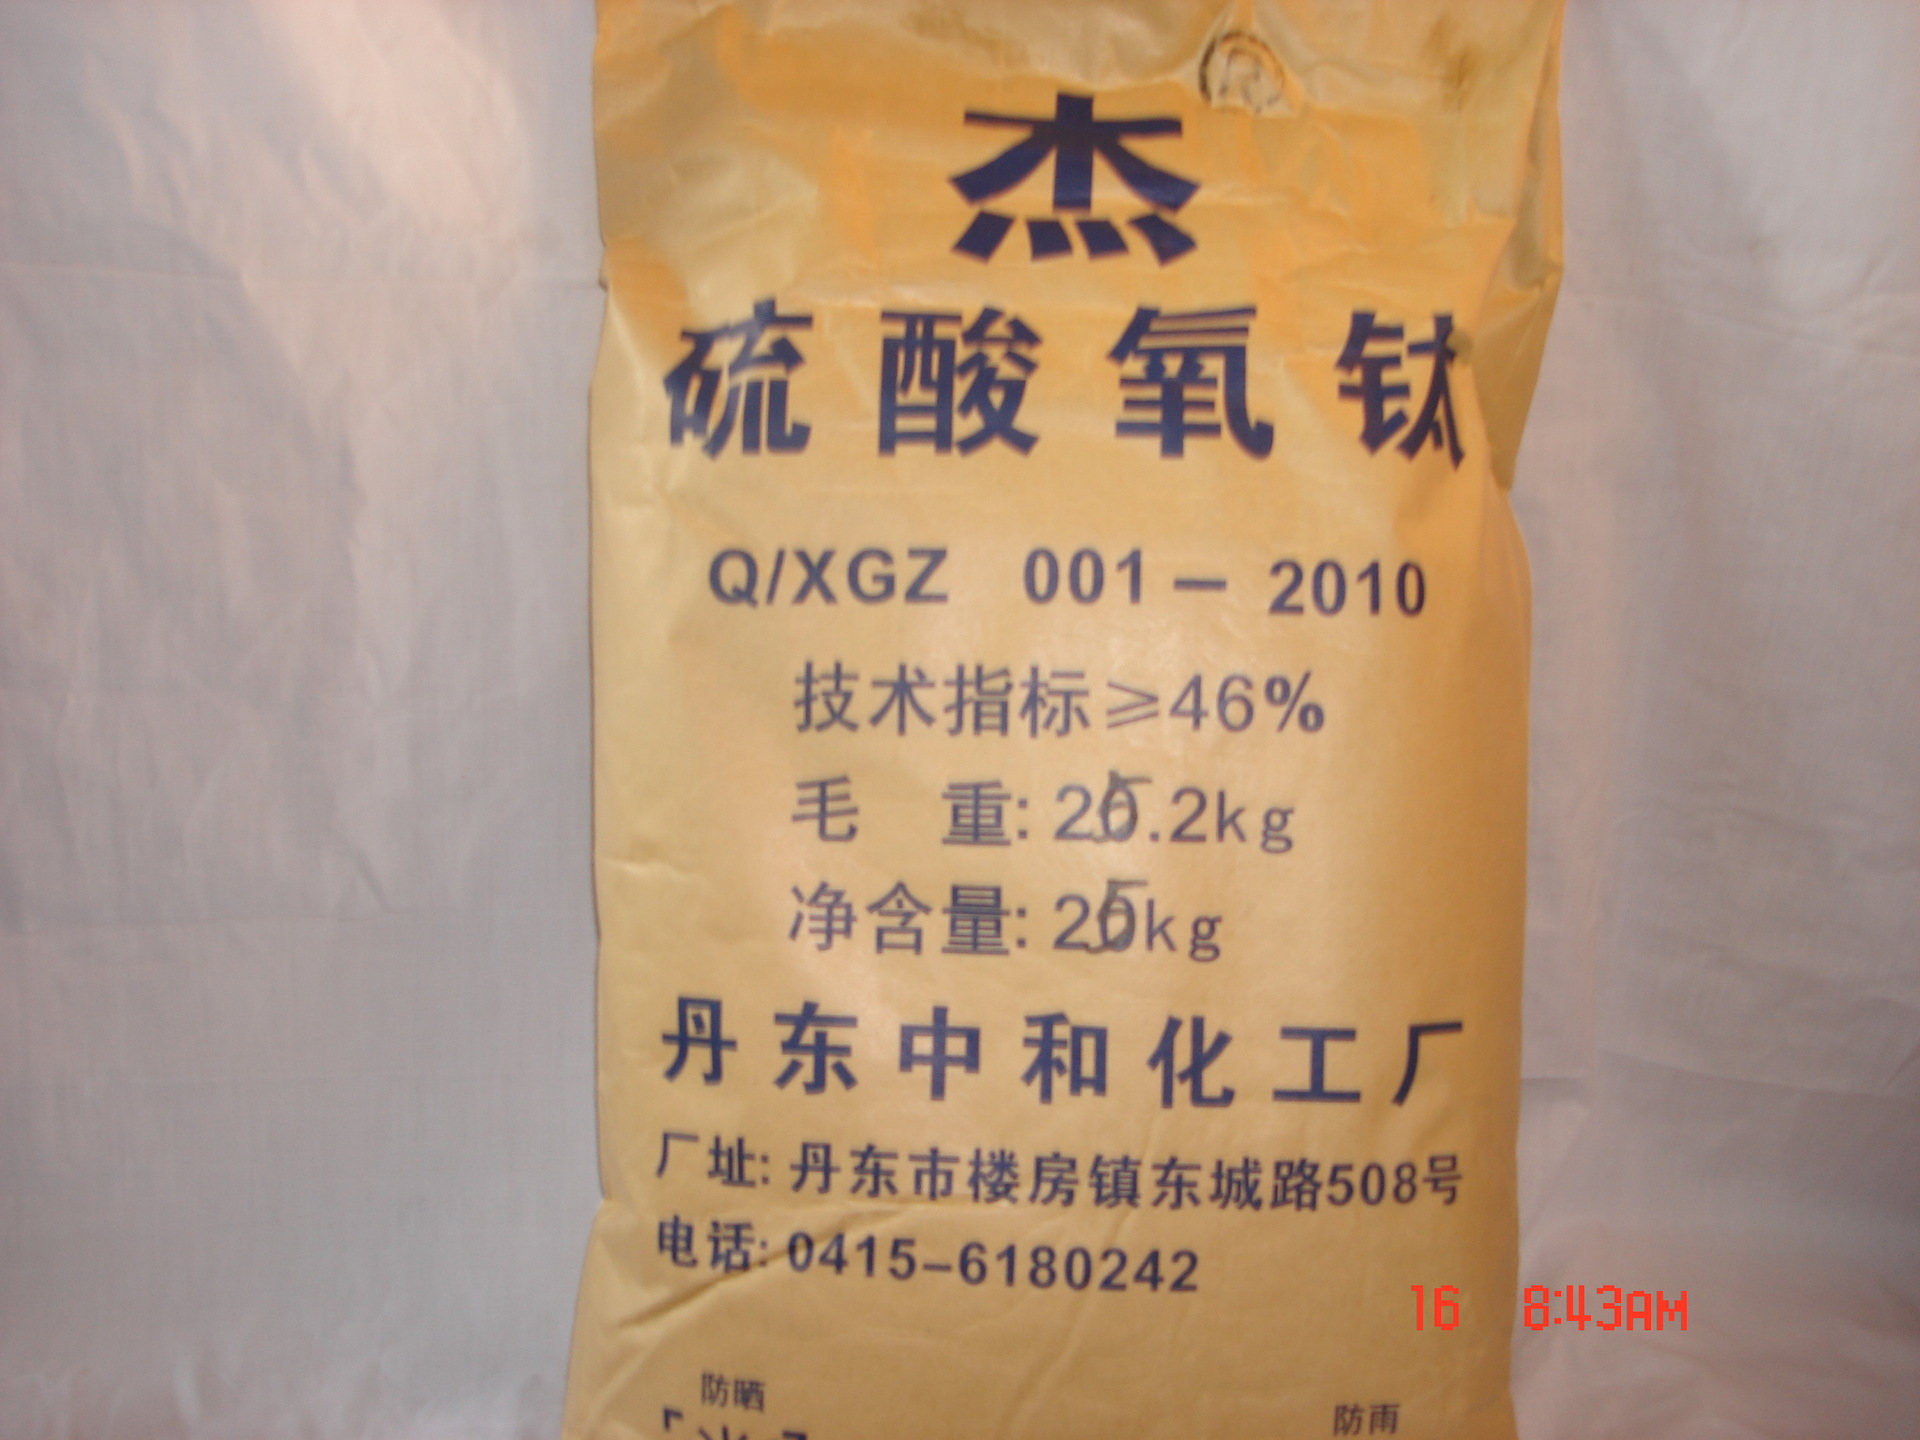 ®
杰
硫酸氧钛
Q/XGZ 001-2010
技术指标≥46%
毛 重: 25.2kg
净含量: 25kg
丹东中和化工厂
厂址: 丹东市楼房镇东城路508号
电话: 0415-6180242
16 8:43AM
防晒
防雨